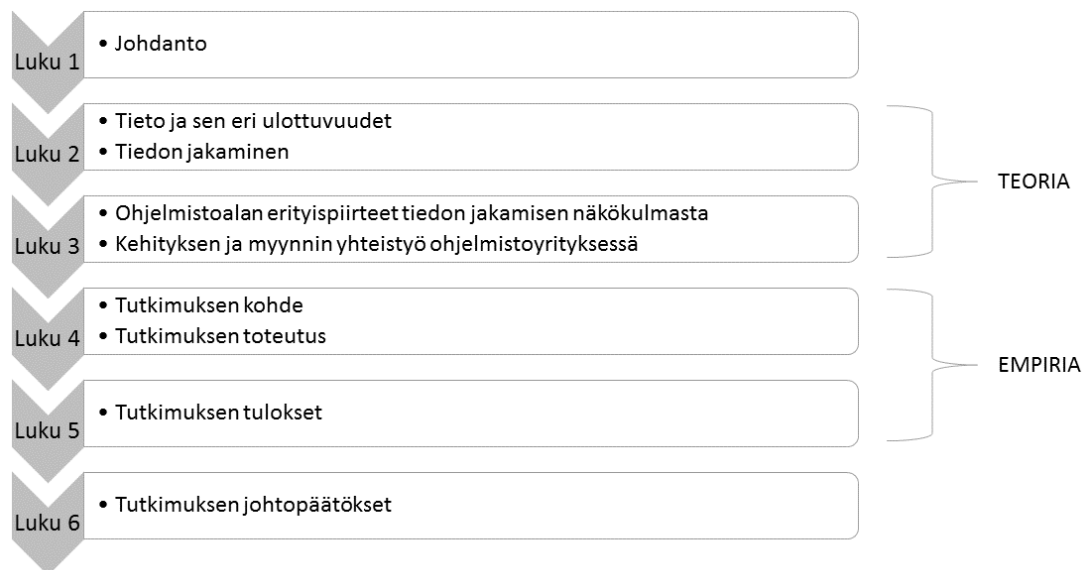 Luku 1
• Johdanto
Luku 2
• Tieto ja sen eri ulottuvuudet
• Tiedon jakaminen
Luku 3
• Ohjelmistoalan erityispiirteet tiedon jakamisen näkökulmasta
• Kehityksen ja myynnin yhteistyö ohjelmistoyrityksessä
TEORIA
Luku 4
• Tutkimuksen kohde
• Tutkimuksen toteutus
Luku 5
• Tutkimuksen tulokset
EMPIRIA
Luku 6
• Tutkimuksen johtopäätökset